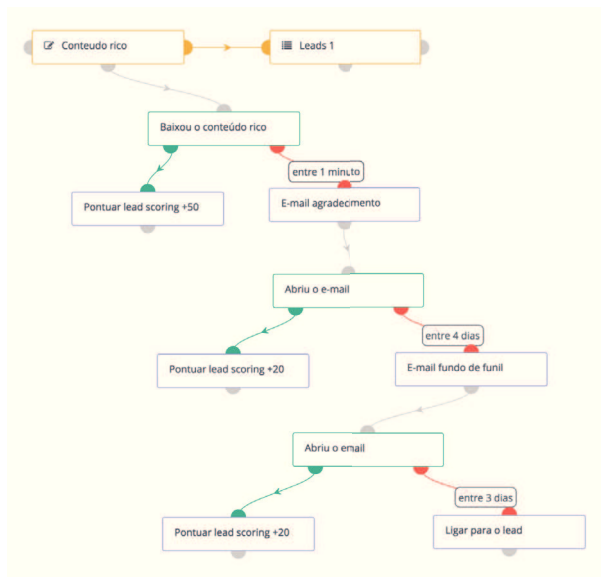 Conteudo rico
Leads 1
Baixou o conteúdo rico
entre 1 minuto
Pontuar lead scoring +50
E-mail agradecimento
Abriu o e-mail
entre 4 dias
Pontuar lead scoring +20
E-mail fundo de funil
Abriu o email
entre 3 dias
Pontuar lead scoring +20
Ligar para o lead